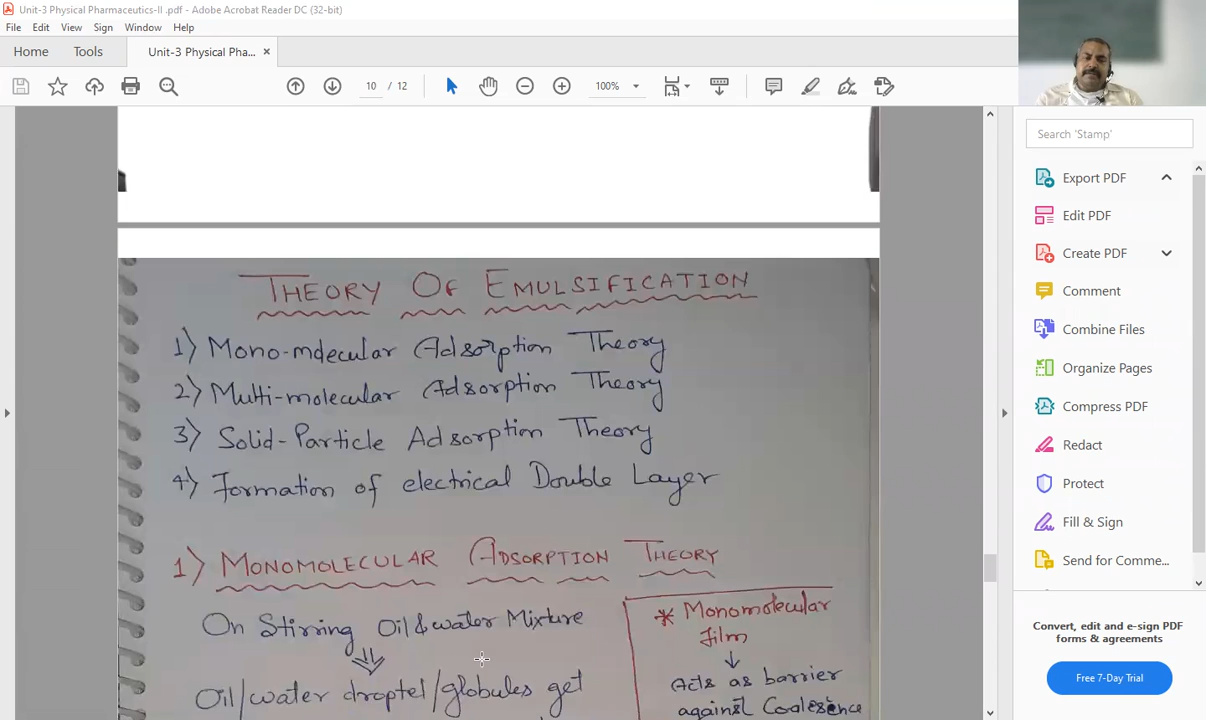 Unit-3 Physical Pharmaceutics-II .pdf - Adobe Acrobat Reader DC (32-bit)
File Edit View Sign Window Help
Home Tools Unit-3 Physical Pha... ×
10 / 12 100%
Search 'Stamp'
Export PDF
Edit PDF
Create PDF
Comment
Combine Files
Organize Pages
Compress PDF
Redact
Protect
Fill & Sign
Send for Comme...
Convert, edit and e-sign PDF
forms & agreements
Free 7-Day Trial
THEORY OF EMULSIFICATION
1) Mono-mdecular Adsorption Theory
2) Multi-molecular Adsorption Theory
3) Solid-Particle Adsorption Theory
4) Formation of electrical Double Layer
1) MONOMOLECULAR ADSORPTION THEORY
On Stirring Oil & water Mixture
⇓
Oil/water droptel/globules get
* Monomolecular
film
↓
Acts as barrier
against Coalesence